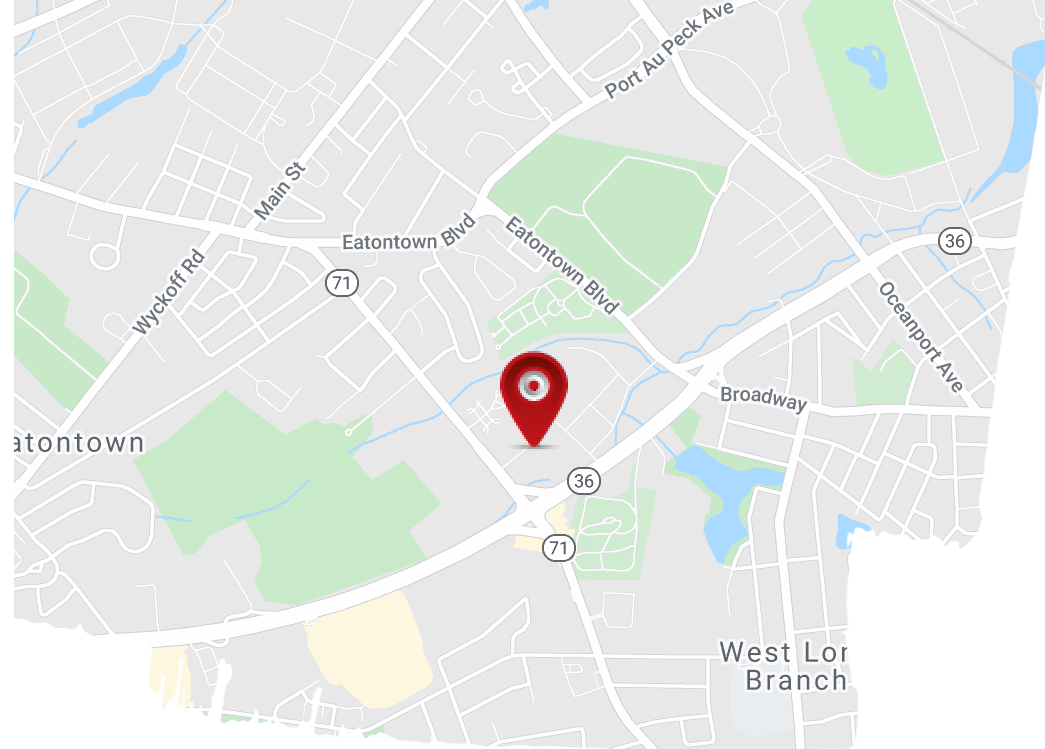 Port Au Peck Ave
Main St
Eatontown Blvd
Eatontown Blvd
36
Wyckoff Rd
71
Oceanport Ave
Broadway
atontown
36
71
West Lon
Branch